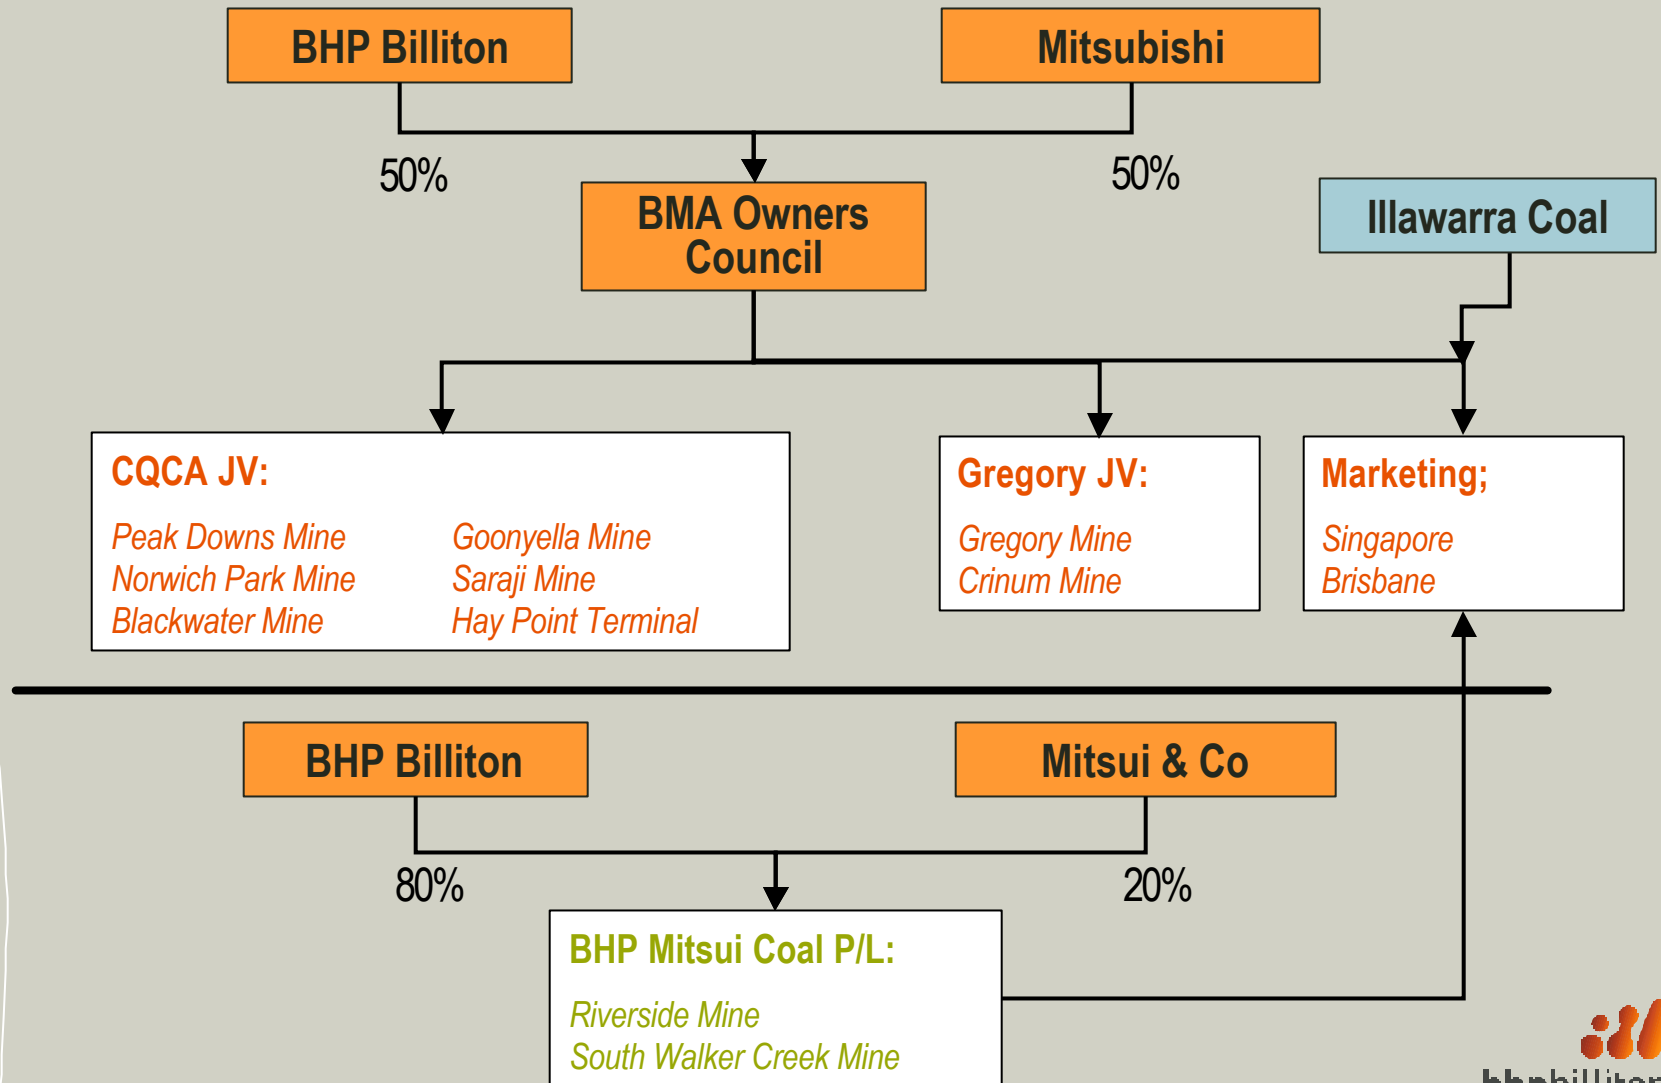 BHP Billiton
Mitsubishi
50%
50%
BMA Owners
Council
Illawarra Coal
CQCA JV:
Peak Downs Mine
Norwich Park Mine
Blackwater Mine
Goonyella Mine
Saraji Mine
Hay Point Terminal
Gregory JV:
Gregory Mine
Crinum Mine
Marketing;
Singapore
Brisbane
BHP Billiton
Mitsui & Co
80%
20%
BHP Mitsui Coal P/L:
Riverside Mine
South Walker Creek Mine